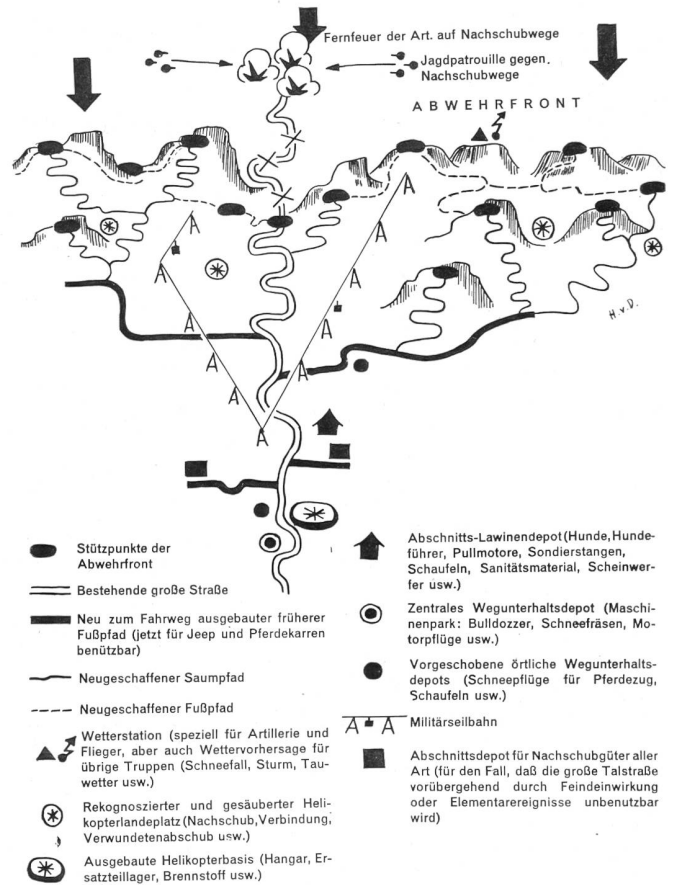 Fernfeuer der Art. auf Nachschubwege
Jagdpatrouille gegen.
Nachschubwege
ABWEHRFRONT
H.v.D.
Stützpunkte der
Abwehrfront
Bestehende große Straße
Neu zum Fahrweg ausgebauter früherer
Fußpfad (jetzt für Jeep und Pferdekarren
benützbar)
Neugeschaffener Saumpfad
Neugeschaffener Fußpfad
Wetterstation (speziell für Artillerie und
Flieger, aber auch Wettervorhersage für
übrige Truppen (Schneefall, Sturm, Tau-
wetter usw.)
Rekognoszierter und gesäuberter Heli-
kopterlandeplatz (Nachschub, Verbindung,
Verwundetenabschub usw.)
Ausgebaute Helikopterbasis (Hangar, Er-
satzteillager, Brennstoff usw.)
Abschnitts-Lawinendepot (Hunde, Hunde-
führer, Pullmotore, Sondierstangen,
Schaufeln, Sanitätsmaterial, Scheinwer-
fer usw.)
Zentrales Wegunterhaltsdepot (Maschi-
nenpark: Bulldozzer, Schneefräsen, Mo-
torpflüge usw.)
Vorgeschobene örtliche Wegunterhalts-
depots (Schneepflüge für Pferdezug,
Schaufeln usw.)
Militärseilbahn
Abschnittsdepot für Nachschubgüter aller
Art (für den Fall, daß die große Talstraße
vorübergehend durch Feindeinwirkung
oder Elementarereignisse unbenutzbar
wird)